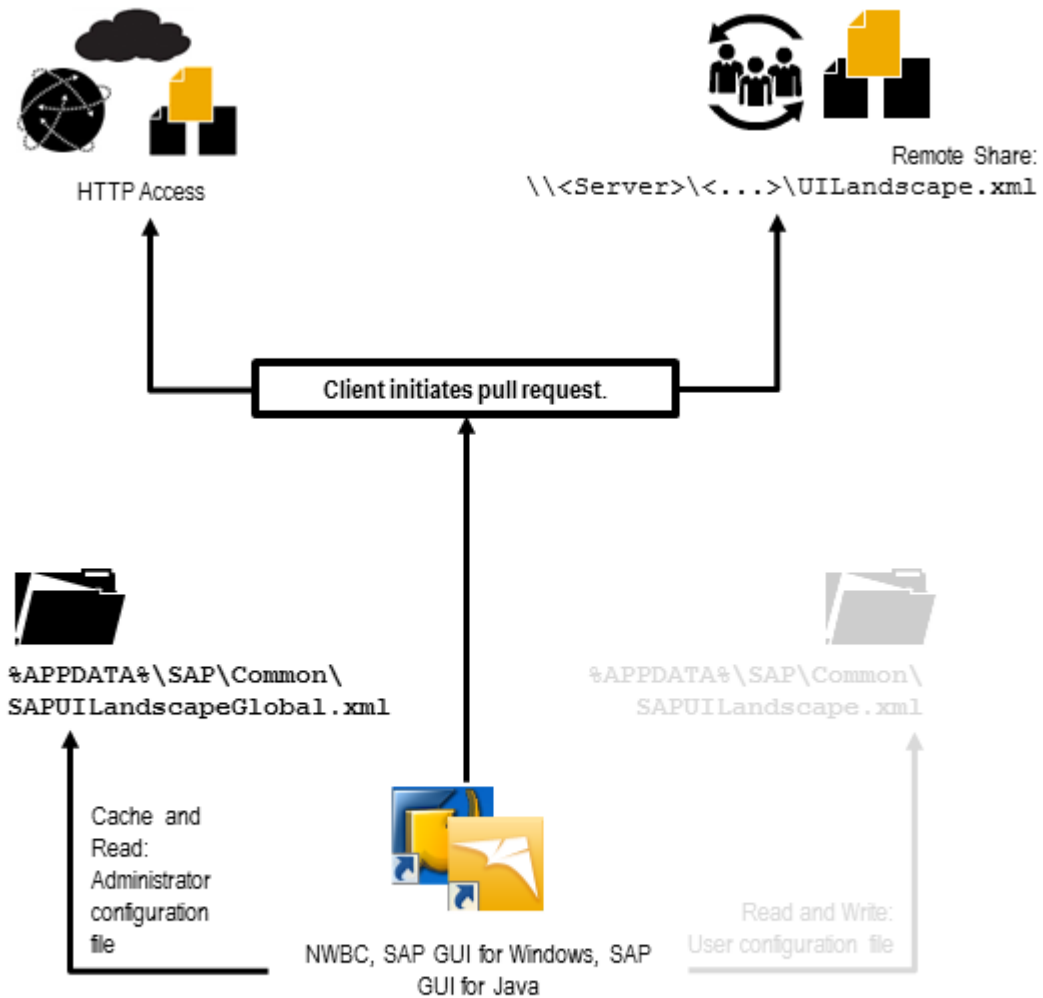 HTTP Access
Remote Share:
\\<Server>\<...>\UILandscape.xml
Client initiates pull request.
%APPDATA%\SAP\Common\
SAPUILandscapeGlobal.xml
%APPDATA%\SAP\Common\
SAPUILandscape.xml
Cache and
Read:
Administrator
configuration
file
NWBC, SAP GUI for Windows, SAP
GUI for Java
Read and Write:
User configuration file